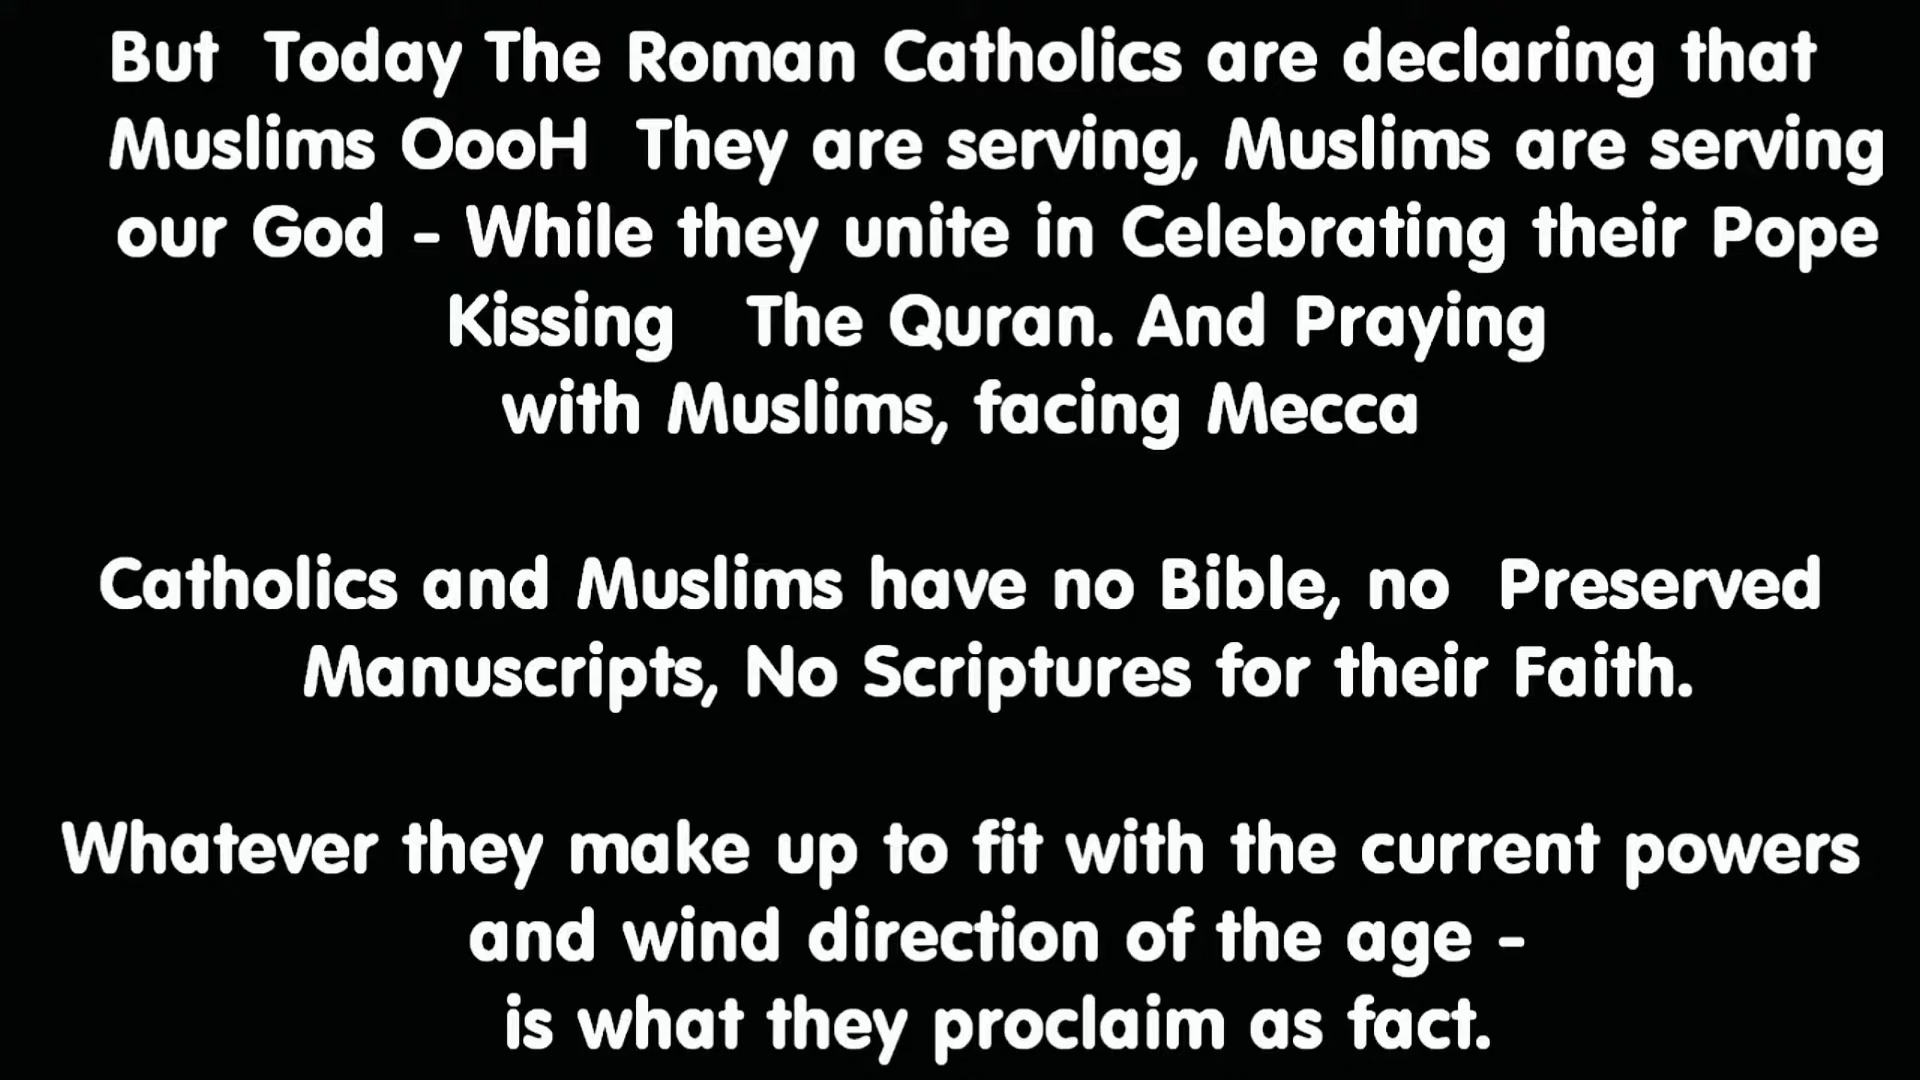 But Today The Roman Catholics are declaring that
Muslims OooH They are serving, Muslims are serving
our God - While they unite in Celebrating their Pope
Kissing The Quran. And Praying
with Muslims, facing Mecca
Catholics and Muslims have no Bible, no Preserved
Manuscripts, No Scriptures for their Faith.
Whatever they make up to fit with the current powers
and wind direction of the age -
is what they proclaim as fact.